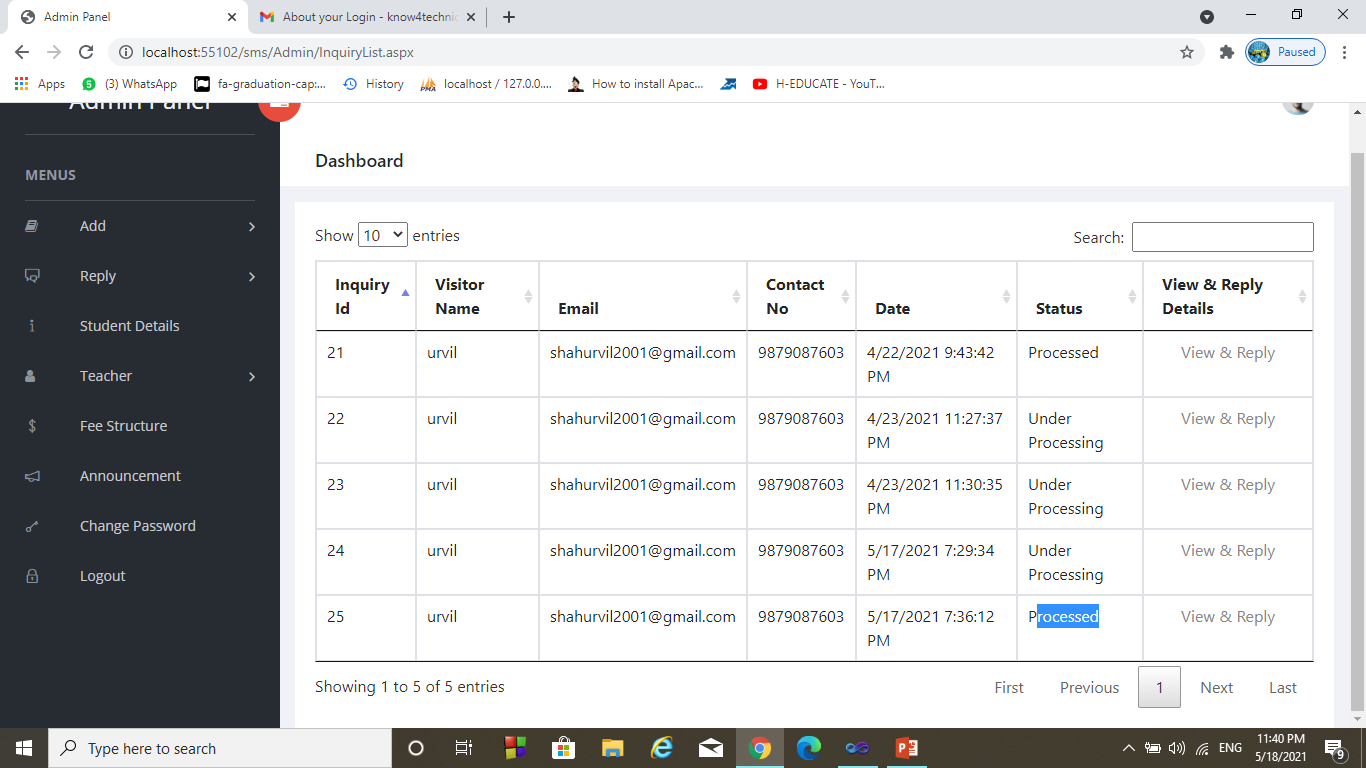 Admin Panel
About your Login - know4technic
localhost:55102/sms/Admin/InquiryList.aspx
Paused
Apps
(3) WhatsApp
fa-graduation-cap:...
History
localhost / 127.0.0....
How to install Apac...
H-EDUCATE - YouT...
Admin Panel
MENUS
Add
Reply
Student Details
Teacher
Fee Structure
Announcement
Change Password
Logout
Dashboard
Show 10 entries
Search:
Inquiry Id Visitor Name Email Contact No Date Status View & Reply Details
21 urvil shahurvil2001@gmail.com 9879087603 4/22/2021 9:43:42 PM Processed View & Reply
22 urvil shahurvil2001@gmail.com 9879087603 4/23/2021 11:27:37 PM Under Processing View & Reply
23 urvil shahurvil2001@gmail.com 9879087603 4/23/2021 11:30:35 PM Under Processing View & Reply
24 urvil shahurvil2001@gmail.com 9879087603 5/17/2021 7:29:34 PM Under Processing View & Reply
25 urvil shahurvil2001@gmail.com 9879087603 5/17/2021 7:36:12 PM Processed View & Reply
Showing 1 to 5 of 5 entries
First Previous 1 Next Last
Type here to search
ENG
11:40 PM
5/18/2021
9